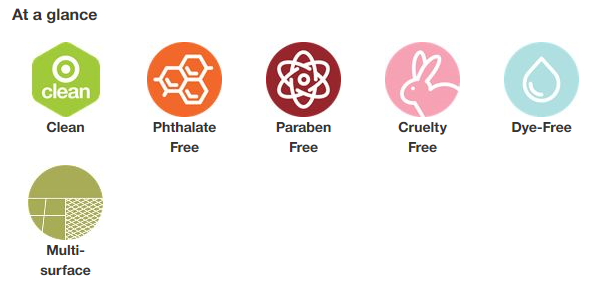 At a glance
clean
Clean
Phthalate
Free
Paraben
Free
Cruelty
Free
Dye-Free
Multi-
surface